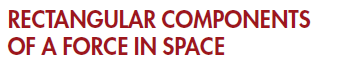 RECTANGULAR COMPONENTS
OF A FORCE IN SPACE